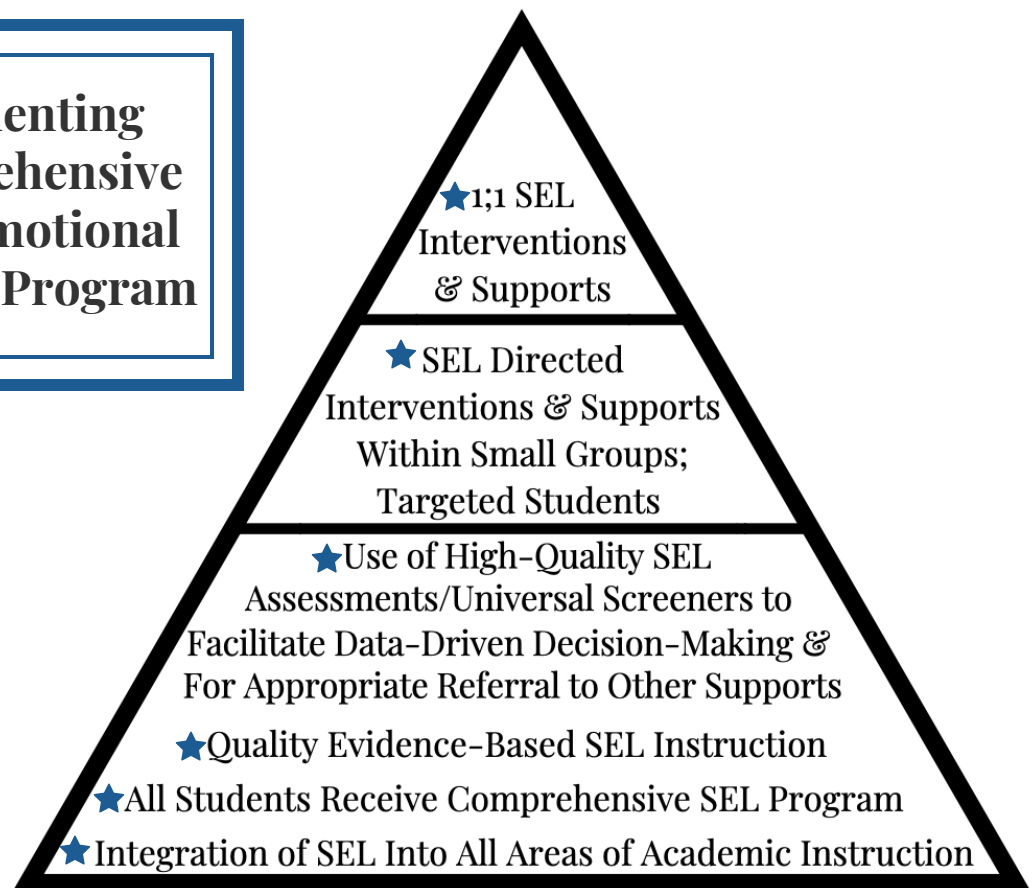 enting
ehensive
motional
Program
1;1 SEL
Interventions
& Supports
SEL Directed
Interventions & Supports
Within Small Groups;
Targeted Students
Use of High-Quality SEL
Assessments/Universal Screeners to
Facilitate Data-Driven Decision-Making &
For Appropriate Referral to Other Supports
Quality Evidence-Based SEL Instruction
All Students Receive Comprehensive SEL Program
Integration of SEL Into All Areas of Academic Instruction